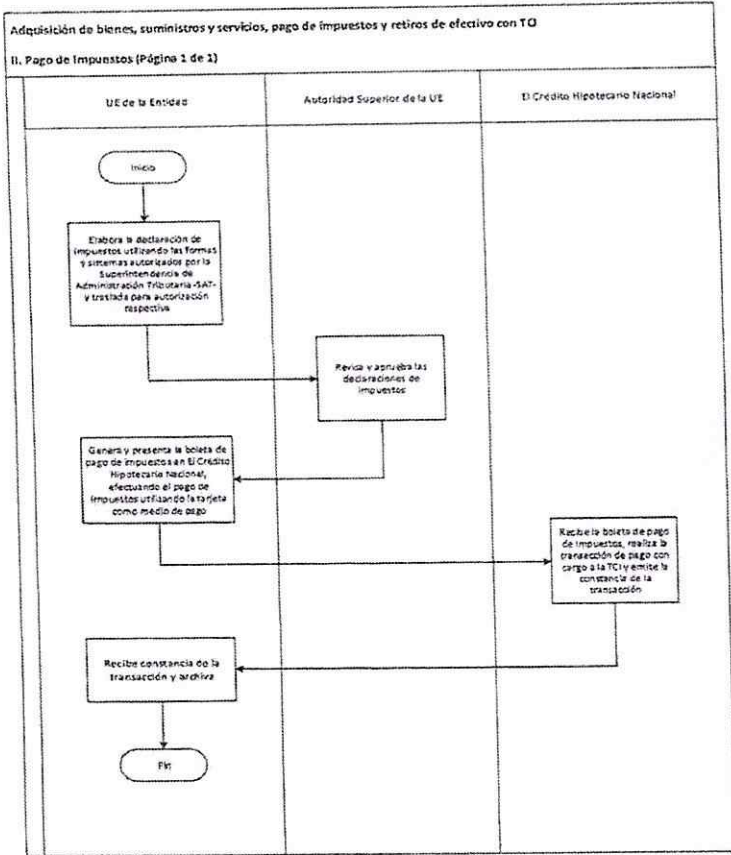 Adquisición de bienes, suministros y servicios, pago de impuestos y retiros de efectivo con TCI
II. Pago de Impuestos (Página 1 de 1)
UE de la Entidad
Autoridad Superior de la UE
El Crédito Hipotecario Nacional
Inicio
Elabora la declaración de
impuestos utilizando las formas
y sistemas autorizados por la
Superintendencia de
Administración Tributaria -SAT-
y traslada para autorización
respectiva
Revisa y aprueba las
declaraciones de
impuestos
Genera y presenta la boleta de
pago de impuestos en El Crédito
Hipotecario Nacional,
efectuando el pago de
impuestos utilizando la tarjeta
como medio de pago
Recibe la boleta de pago
de impuestos, realiza la
transacción de pago con
cargo a la TCI y emite la
constancia de la
transacción
Recibe constancia de la
transacción y archiva
Fin